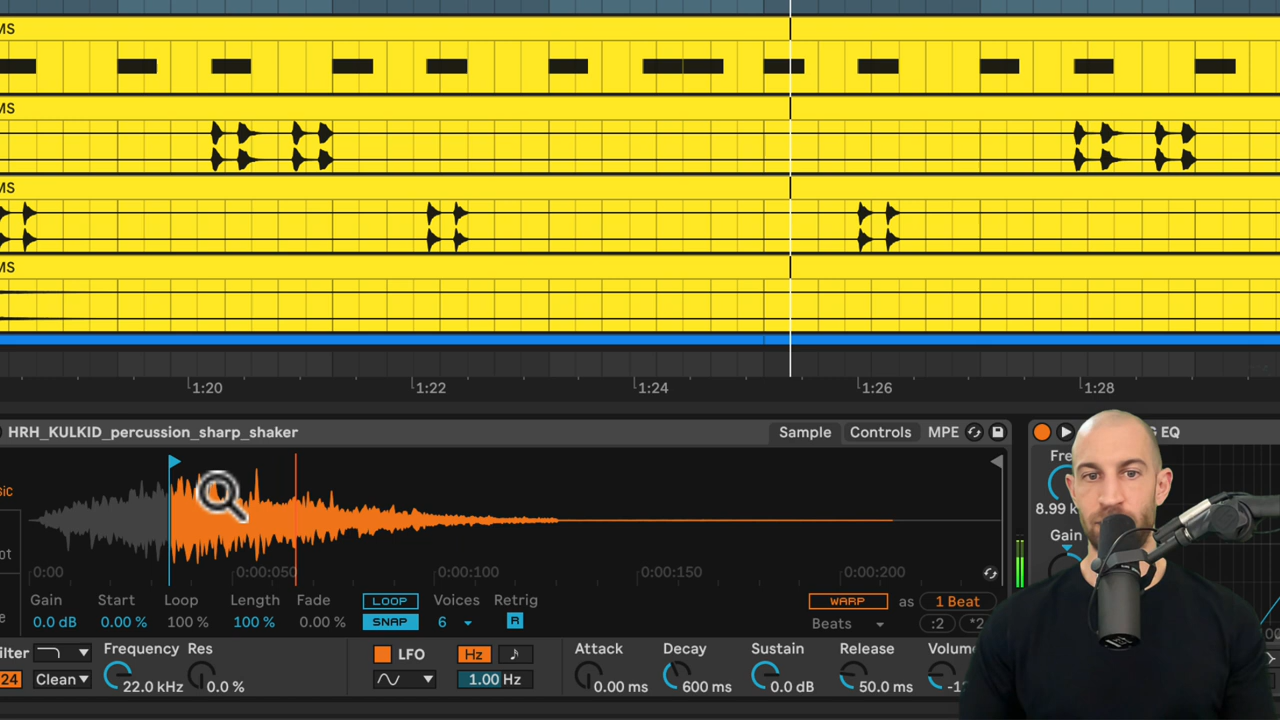 MS
MS
MS
MS
1:20 1:22 1:24 1:26 1:28
HRH_KULKID_percussion_sharp_shaker Sample Controls MPE EQ
0:00 0:00:050 0:00:100 0:00:150 0:00:200
8.99 k
Gain
Gain Start Loop Length Fade LOOP Voices Retrig WARP as 1 Beat
0.0 dB 0.00 % 100 % 100 % 0.00 % SNAP 6 R Beats :2 *2
Frequency Res LFO Hz Attack Decay Sustain Release
22.0 kHz 0.0 % 0.00 ms 600 ms 0.0 dB 50.0 ms
24 Clean 1.00 Hz